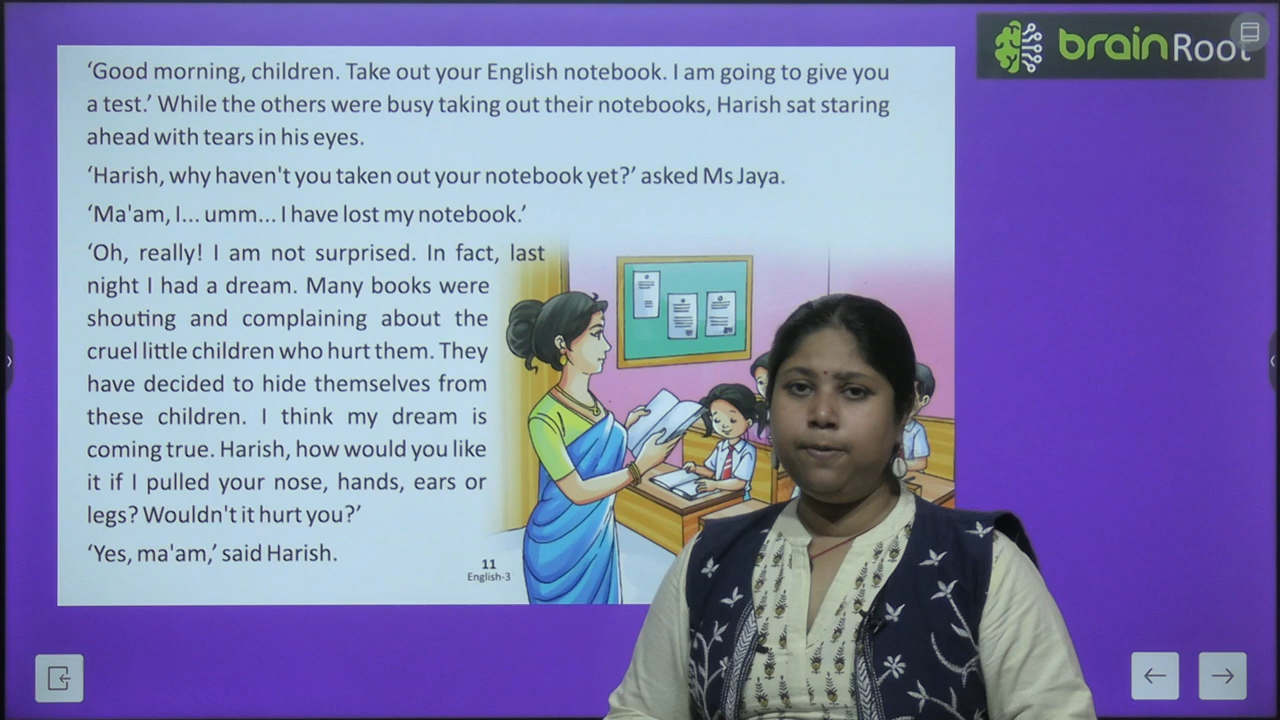 brainRoot
‘Good morning, children. Take out your English notebook. I am going to give you
a test.’ While the others were busy taking out their notebooks, Harish sat staring
ahead with tears in his eyes.
‘Harish, why haven't you taken out your notebook yet?’ asked Ms Jaya.
‘Ma'am, I... umm... I have lost my notebook.’
‘Oh, really! I am not surprised. In fact, last
night I had a dream. Many books were
shouting and complaining about the
cruel little children who hurt them. They
have decided to hide themselves from
these children. I think my dream is
coming true. Harish, how would you like
it if I pulled your nose, hands, ears or
legs? Wouldn't it hurt you?’
‘Yes, ma'am,’ said Harish.
11
English-3